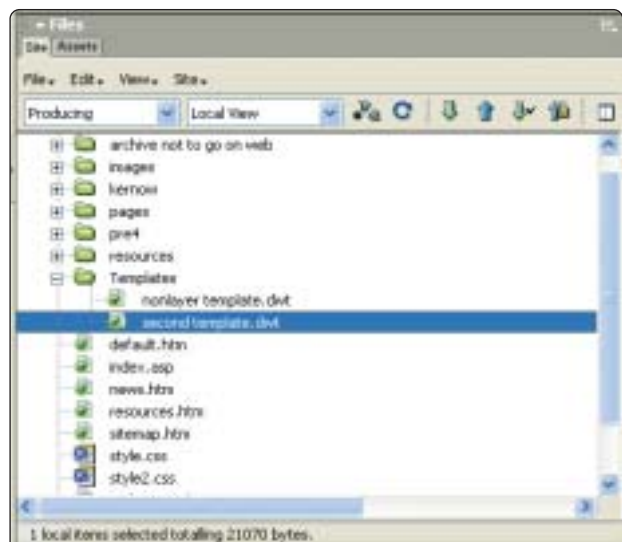 Files
Site Assets
File Edit View Site
Producing Local View
archive not to go on web
images
kernow
pages
pre4
resources
Templates
nonlayer template.dwt
second template.dwt
default.htm
index.asp
news.htm
resources.htm
sitemap.htm
style.css
style2.css
1 local items selected totalling 21070 bytes.